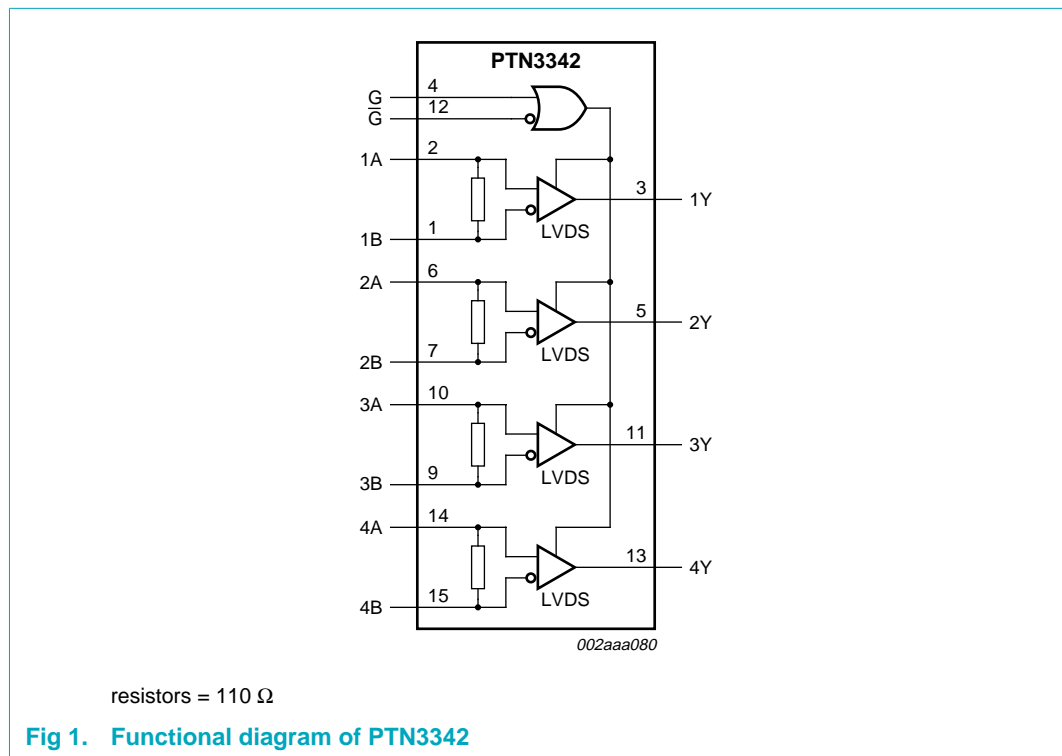 PTN3342
G 4
G̅ 12
1A 2
3 1Y
1B 1
LVDS
2A 6
5 2Y
2B 7
LVDS
3A 10
11 3Y
3B 9
LVDS
4A 14
13 4Y
4B 15
LVDS
002aaa080
resistors = 110 Ω
Fig 1. Functional diagram of PTN3342